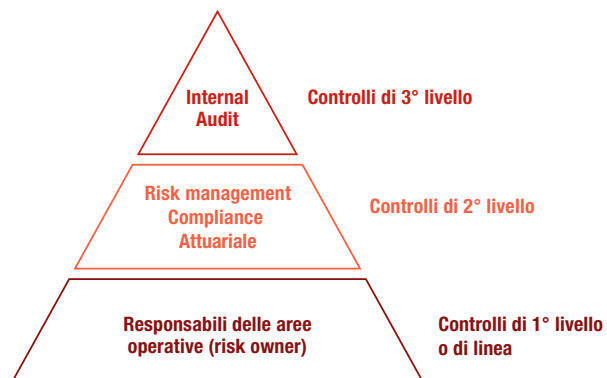 Internal
Audit
Controlli di 3° livello
Risk management
Compliance
Attuariale
Controlli di 2° livello
Responsabili delle aree
operative (risk owner)
Controlli di 1° livello
o di linea